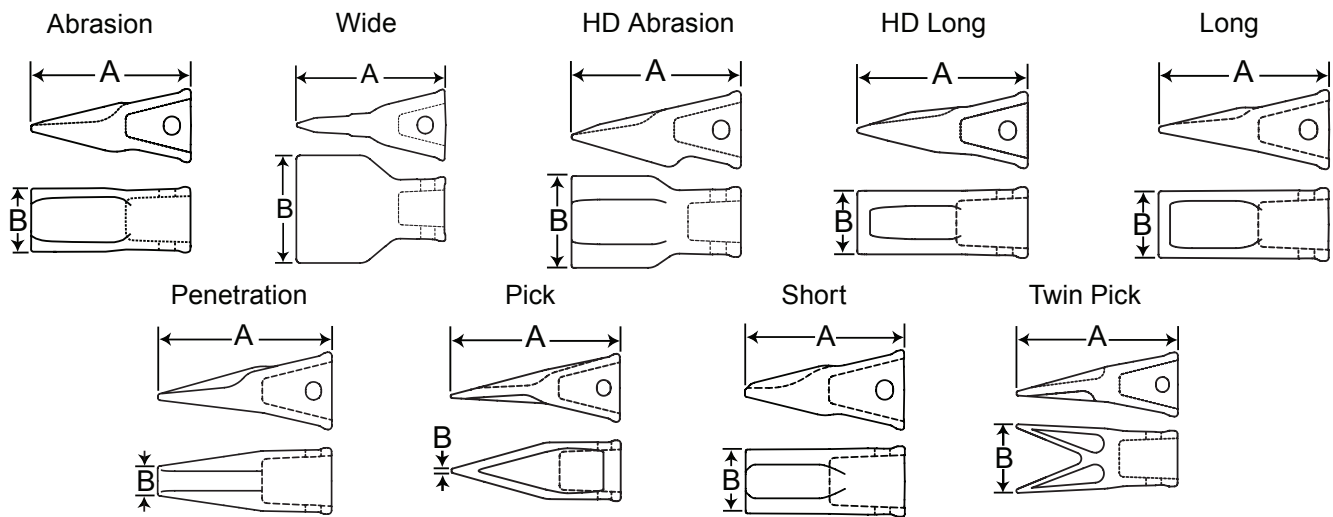 Abrasion Wide HD Abrasion HD Long Long
A A A A A
B B B B B
Penetration Pick Short Twin Pick
A A A A
B B B B